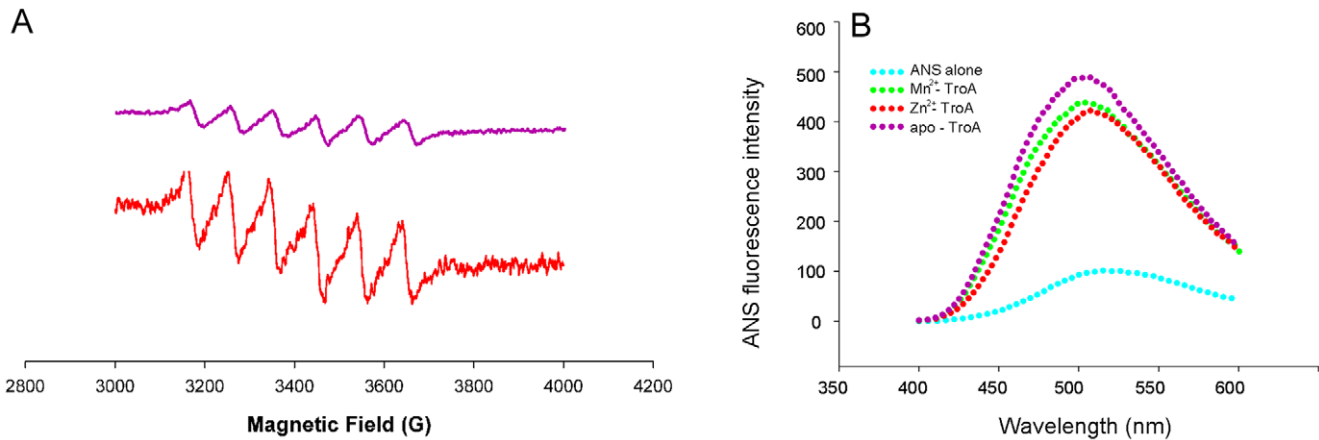 A
2800 3000 3200 3400 3600 3800 4000 4200
Magnetic Field (G)
B
ANS fluorescence intensity
600
500
400
300
200
100
0
ANS alone
Mn²⁺- TroA
Zn²⁺- TroA
apo - TroA
350 400 450 500 550 600
Wavelength (nm)